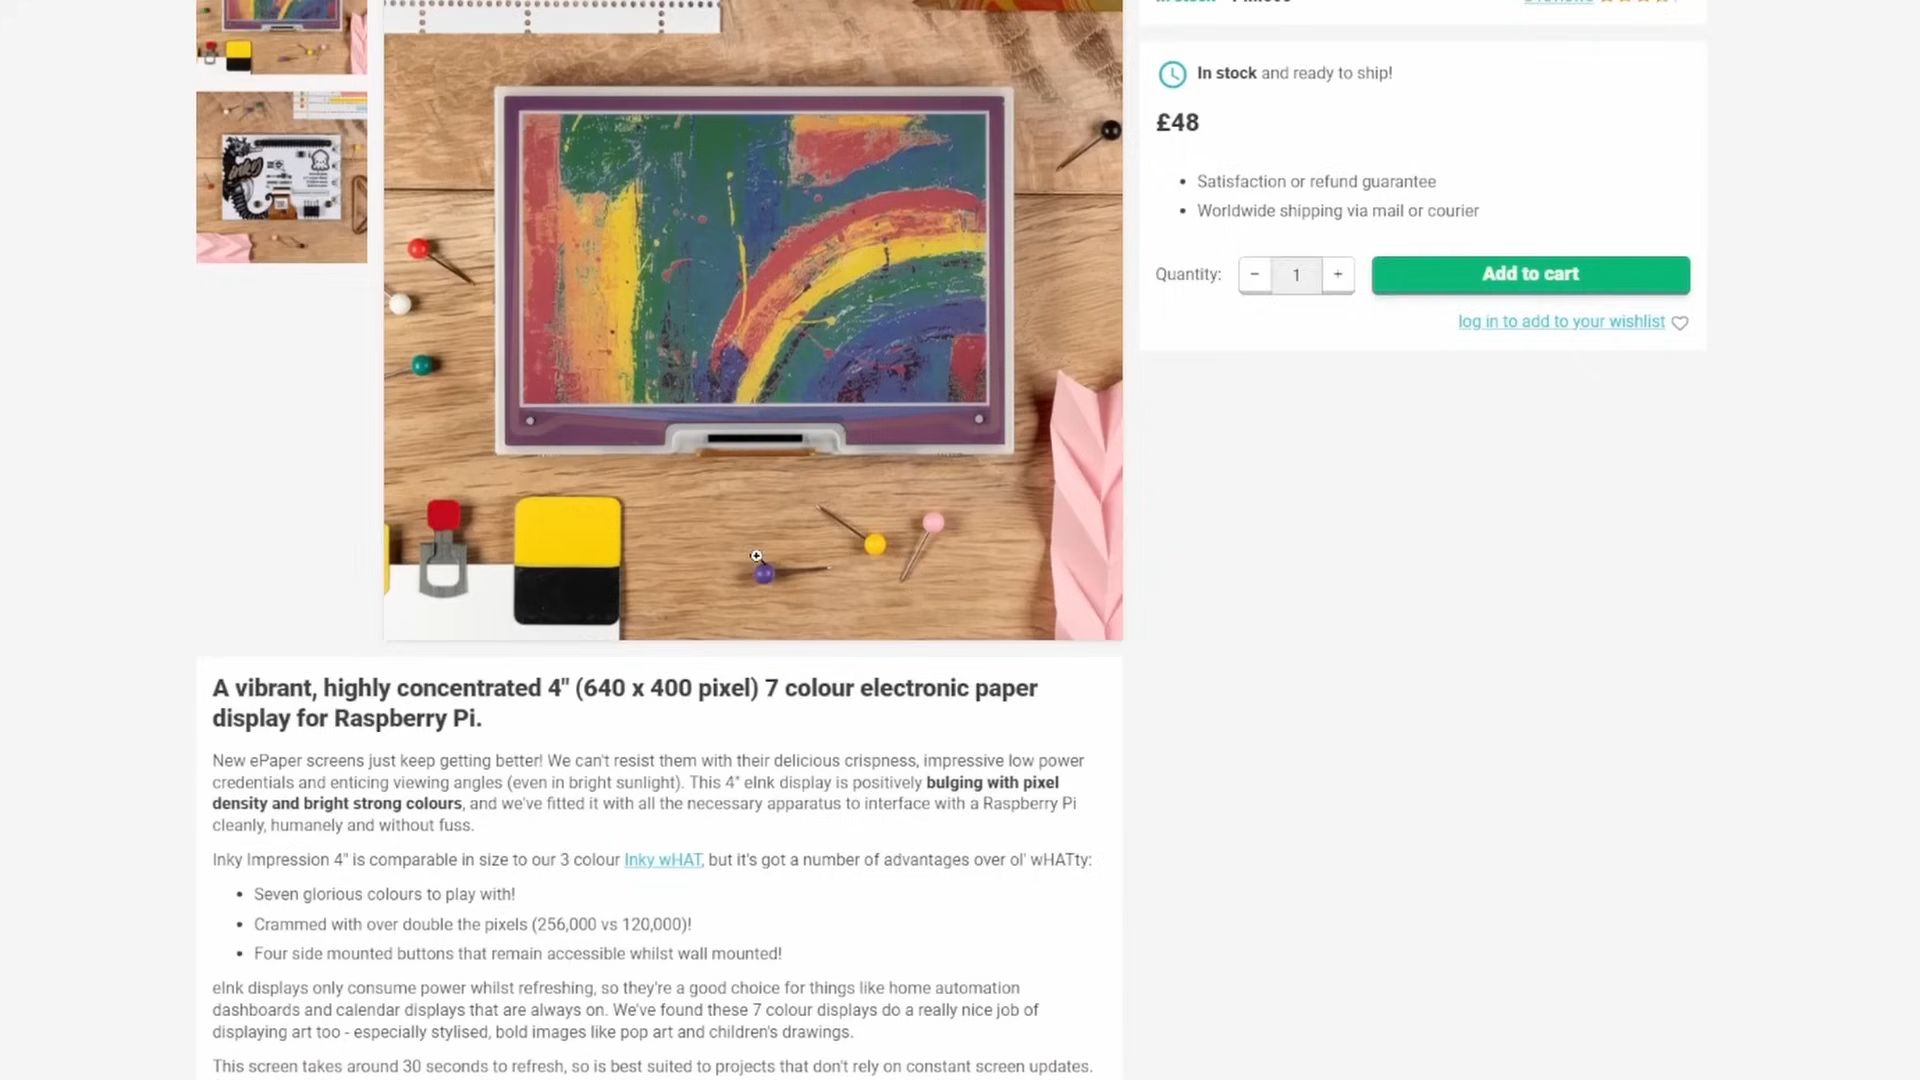 In stock and ready to ship!
£48
Satisfaction or refund guarantee
Worldwide shipping via mail or courier
Quantity: − 1 + Add to cart
log in to add to your wishlist
A vibrant, highly concentrated 4" (640 x 400 pixel) 7 colour electronic paper
display for Raspberry Pi.
New ePaper screens just keep getting better! We can't resist them with their delicious crispness, impressive low power
credentials and enticing viewing angles (even in bright sunlight). This 4" eInk display is positively bulging with pixel
density and bright strong colours, and we've fitted it with all the necessary apparatus to interface with a Raspberry Pi
cleanly, humanely and without fuss.
Inky Impression 4" is comparable in size to our 3 colour Inky wHAT, but it's got a number of advantages over ol' wHATty:
Seven glorious colours to play with!
Crammed with over double the pixels (256,000 vs 120,000)!
Four side mounted buttons that remain accessible whilst wall mounted!
eInk displays only consume power whilst refreshing, so they're a good choice for things like home automation
dashboards and calendar displays that are always on. We've found these 7 colour displays do a really nice job of
displaying art too - especially stylised, bold images like pop art and children's drawings.
This screen takes around 30 seconds to refresh, so is best suited to projects that don't rely on constant screen updates.